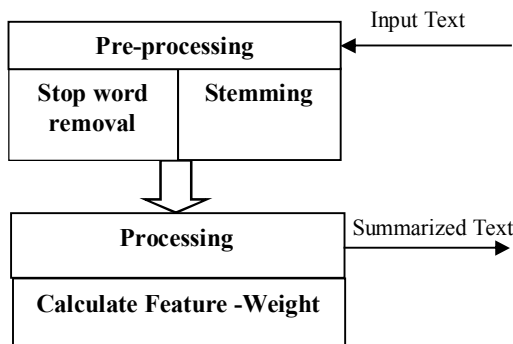 Input Text
Pre-processing
Stop word
removal
Stemming
Processing
Summarized Text
Calculate Feature -Weight